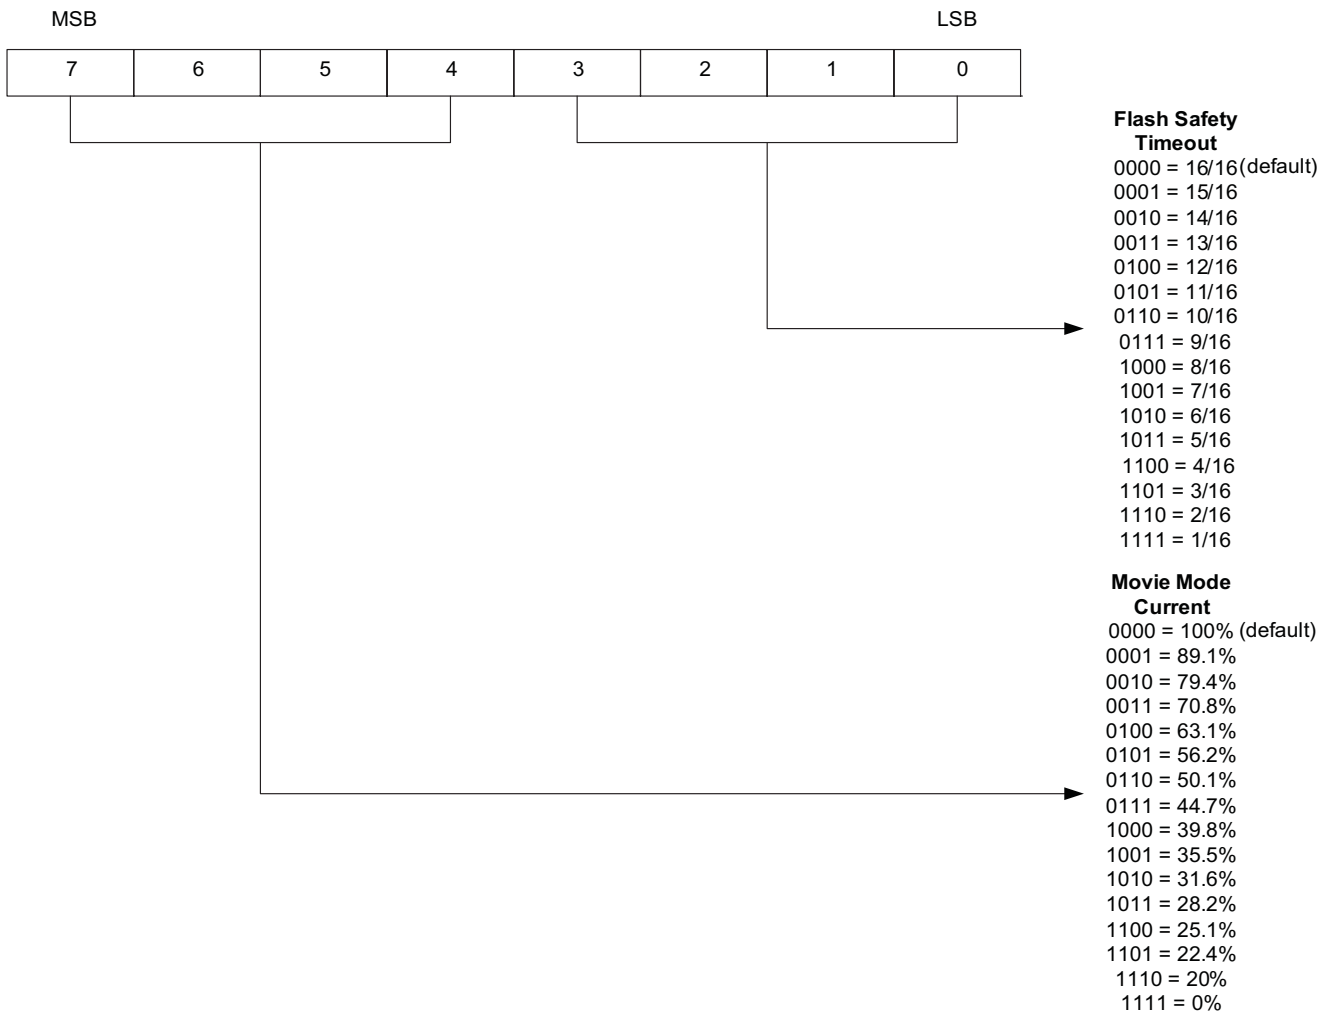 MSB LSB
7 6 5 4 3 2 1 0
Flash Safety
Timeout
0000 = 16/16 (default)
0001 = 15/16
0010 = 14/16
0011 = 13/16
0100 = 12/16
0101 = 11/16
0110 = 10/16
0111 = 9/16
1000 = 8/16
1001 = 7/16
1010 = 6/16
1011 = 5/16
1100 = 4/16
1101 = 3/16
1110 = 2/16
1111 = 1/16
Movie Mode
Current
0000 = 100% (default)
0001 = 89.1%
0010 = 79.4%
0011 = 70.8%
0100 = 63.1%
0101 = 56.2%
0110 = 50.1%
0111 = 44.7%
1000 = 39.8%
1001 = 35.5%
1010 = 31.6%
1011 = 28.2%
1100 = 25.1%
1101 = 22.4%
1110 = 20%
1111 = 0%